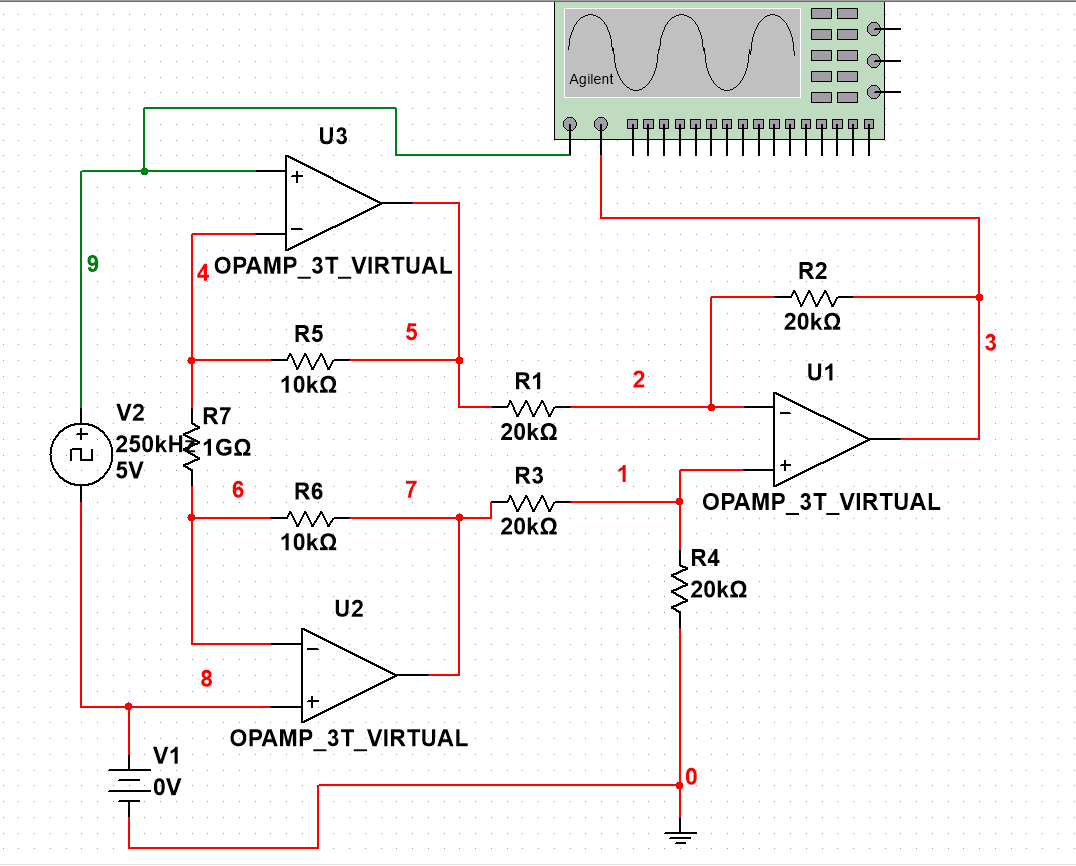 Agilent
U3
+
−
OPAMP_3T_VIRTUAL
9
4
R2
20kΩ
R5
10kΩ
5
3
V2
250kHz
5V
+
R7
1GΩ
R1
20kΩ
2
U1
−
+
OPAMP_3T_VIRTUAL
6
R6
10kΩ
7
R3
20kΩ
1
R4
20kΩ
U2
−
+
OPAMP_3T_VIRTUAL
8
V1
0V
0